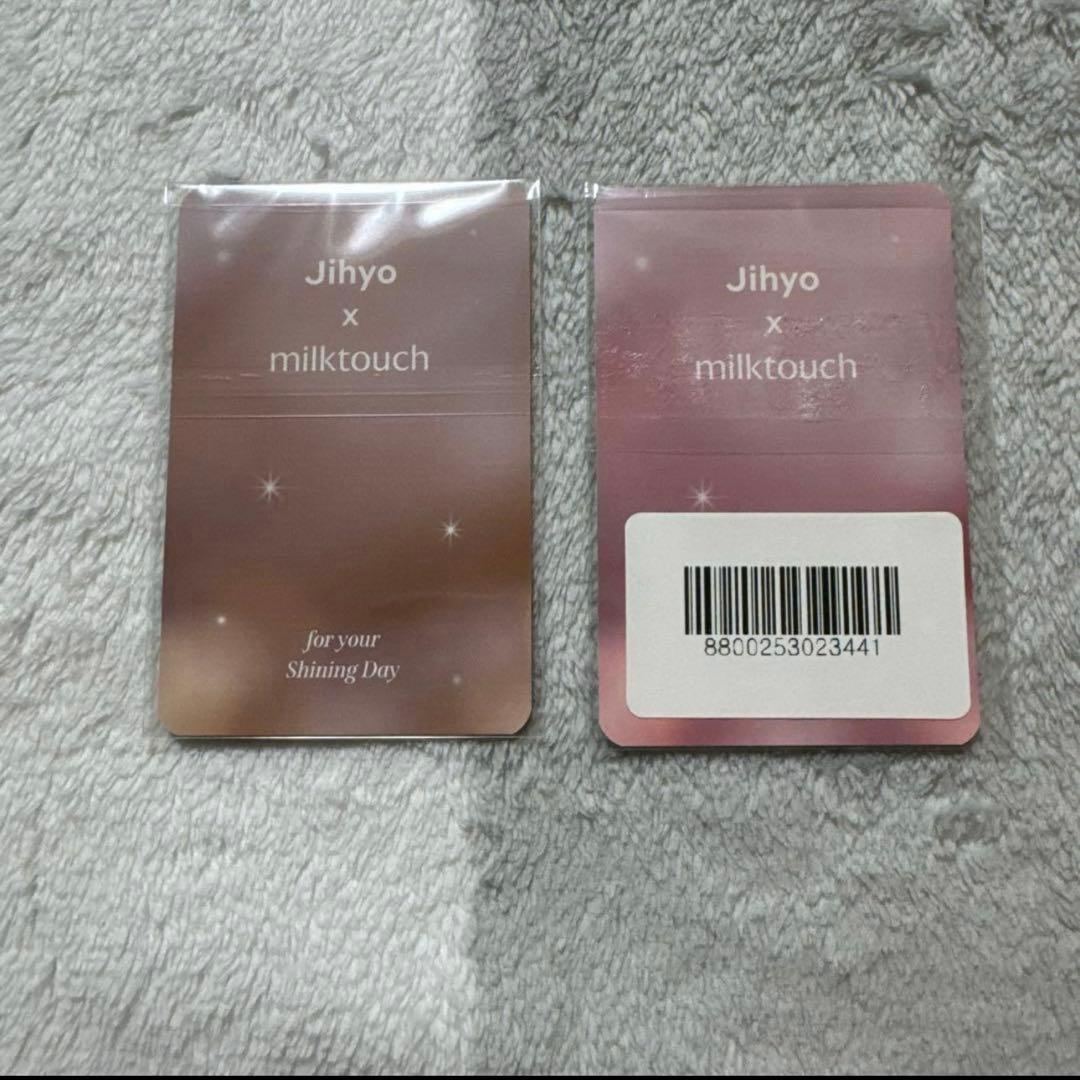 Jihyo
x
milktouch
for your
Shining Day
Jihyo
x
milktouch
8800253023441